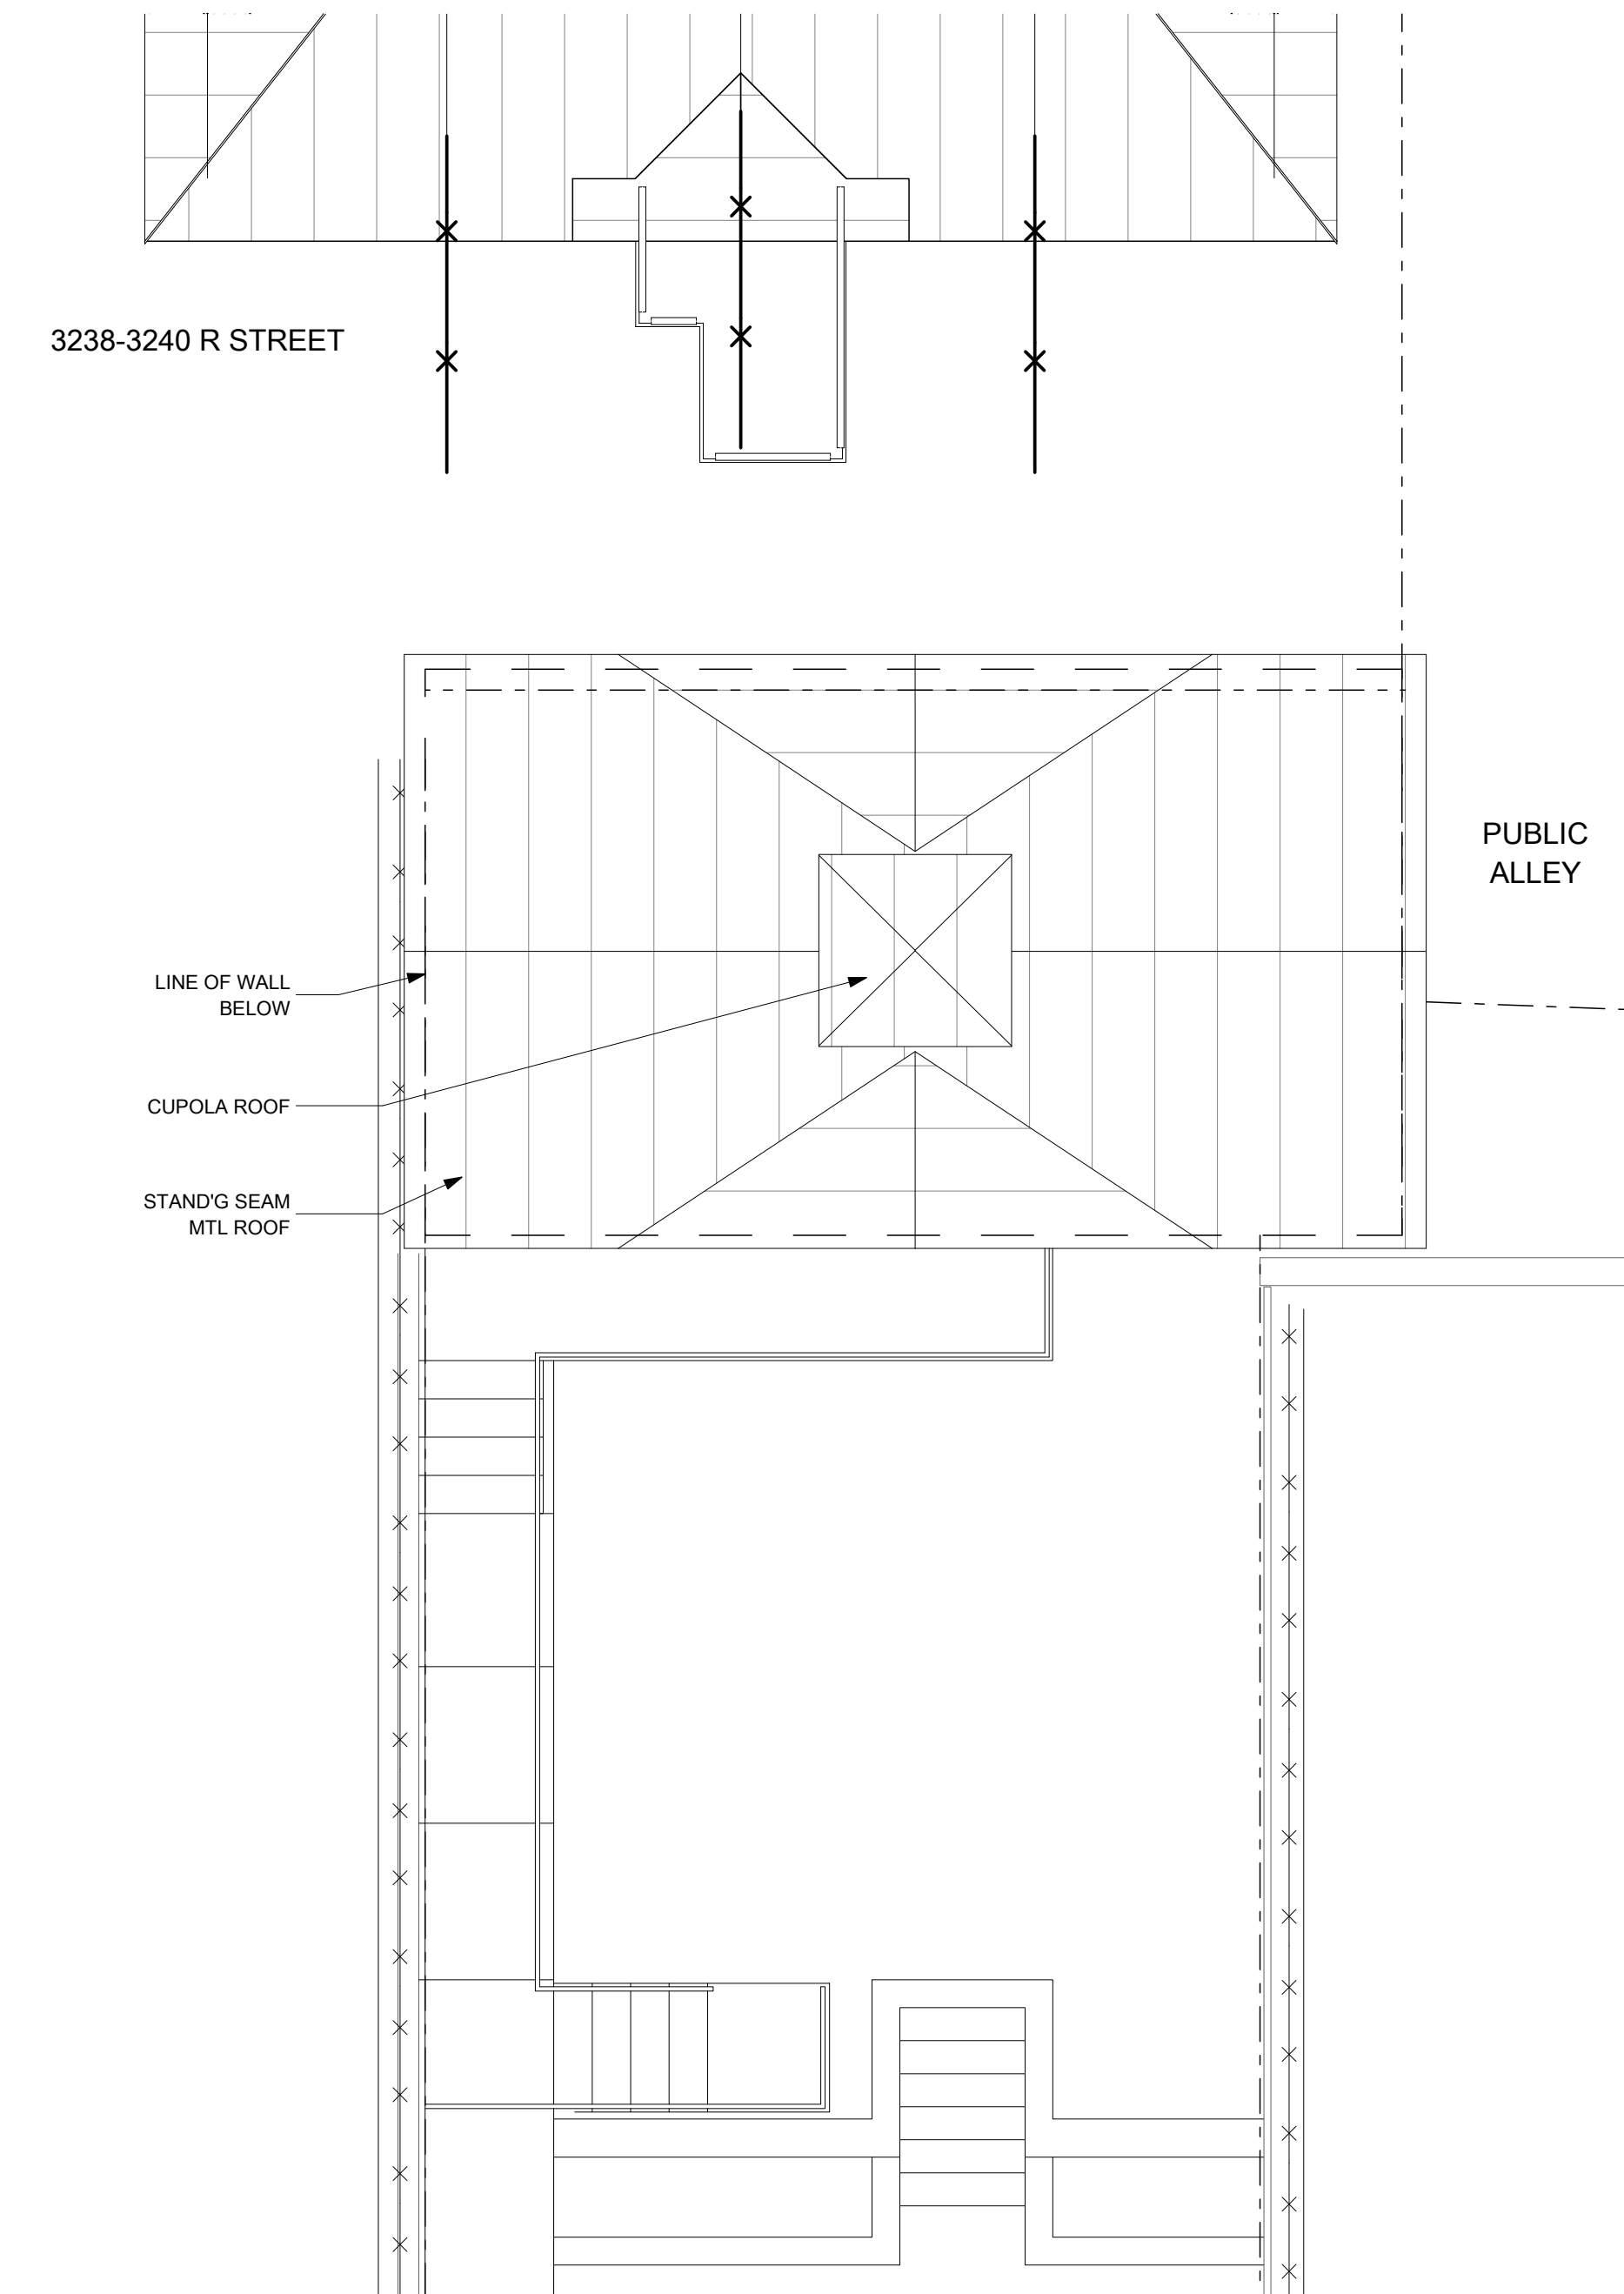 3238-3240 R STREET
PUBLIC
ALLEY
LINE OF WALL
BELOW
CUPOLA ROOF
STAND'G SEAM
MTL ROOF